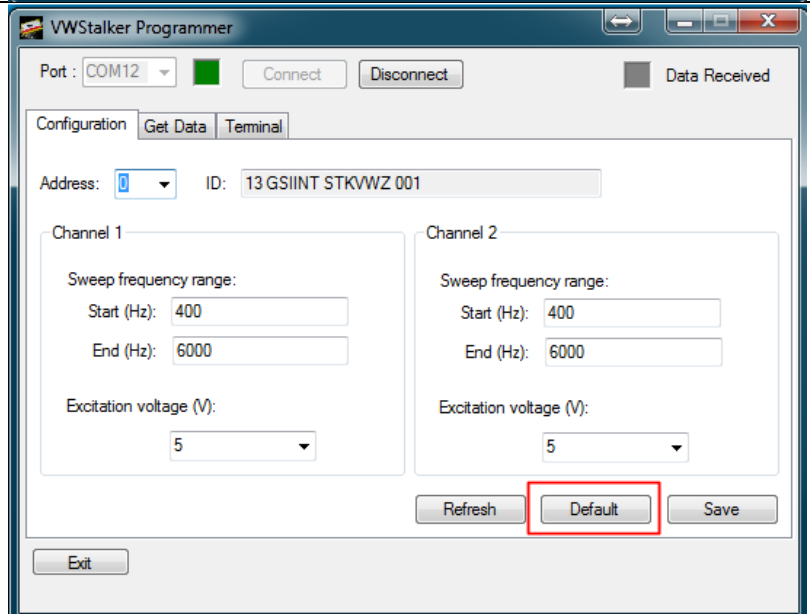 VWStalker Programmer
Port : COM12 Connect Disconnect Data Received
Configuration Get Data Terminal
Address: 0 ID: 13 GSIINT STKVWZ 001
Channel 1 Channel 2
Sweep frequency range: Sweep frequency range:
Start (Hz): 400 Start (Hz): 400
End (Hz): 6000 End (Hz): 6000
Excitation voltage (V): Excitation voltage (V):
5 5
Refresh Default Save
Exit